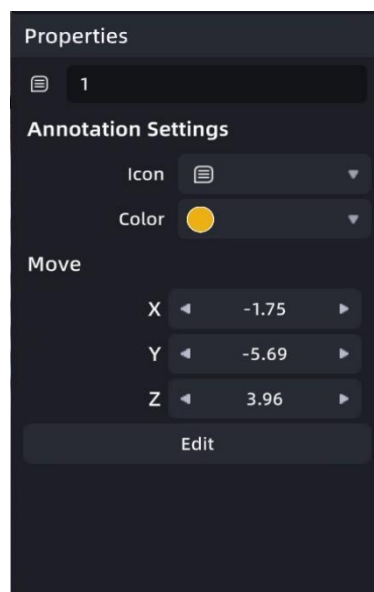 Properties
1
Annotation Settings
Icon
Color
Move
X -1.75
Y -5.69
Z 3.96
Edit